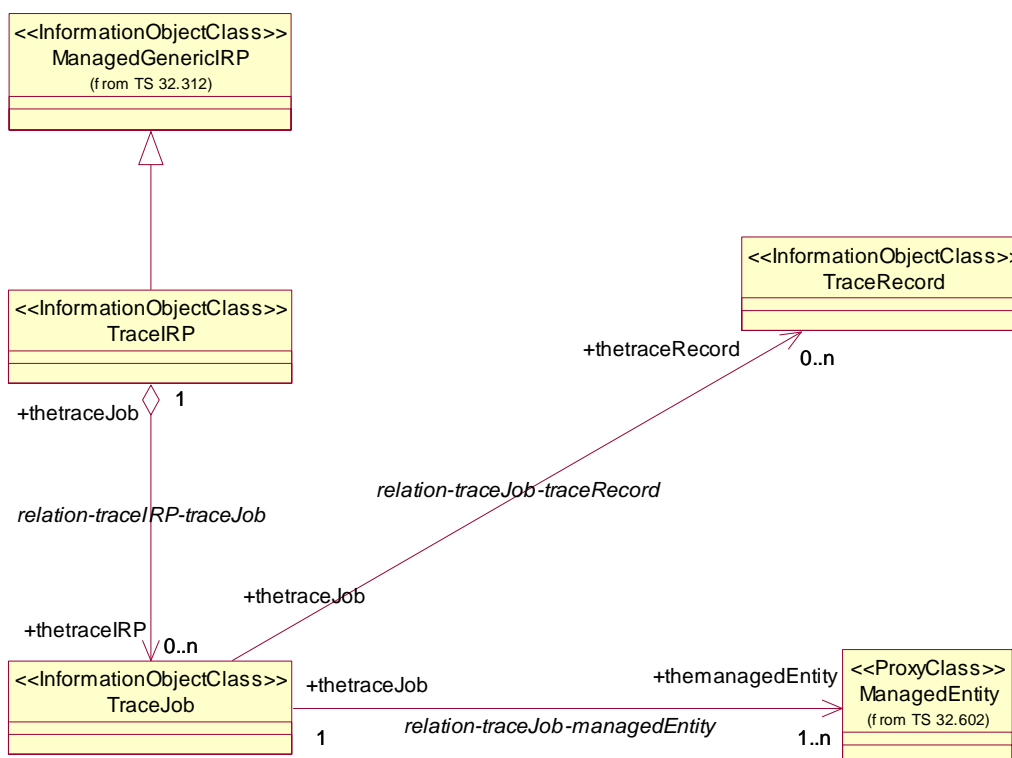 <<InformationObjectClass>>
ManagedGenericIRP
(from TS 32.312)
<<InformationObjectClass>>
TraceRecord
<<InformationObjectClass>>
TraceIRP
+thetraceRecord
0..n
1
+thetraceJob
relation-traceJob-traceRecord
relation-traceIRP-traceJob
+thetraceJob
+thetraceIRP
0..n
<<InformationObjectClass>>
TraceJob
+thetraceJob
+themanagedEntity
relation-traceJob-managedEntity
1
1..n
<<ProxyClass>>
ManagedEntity
(from TS 32.602)